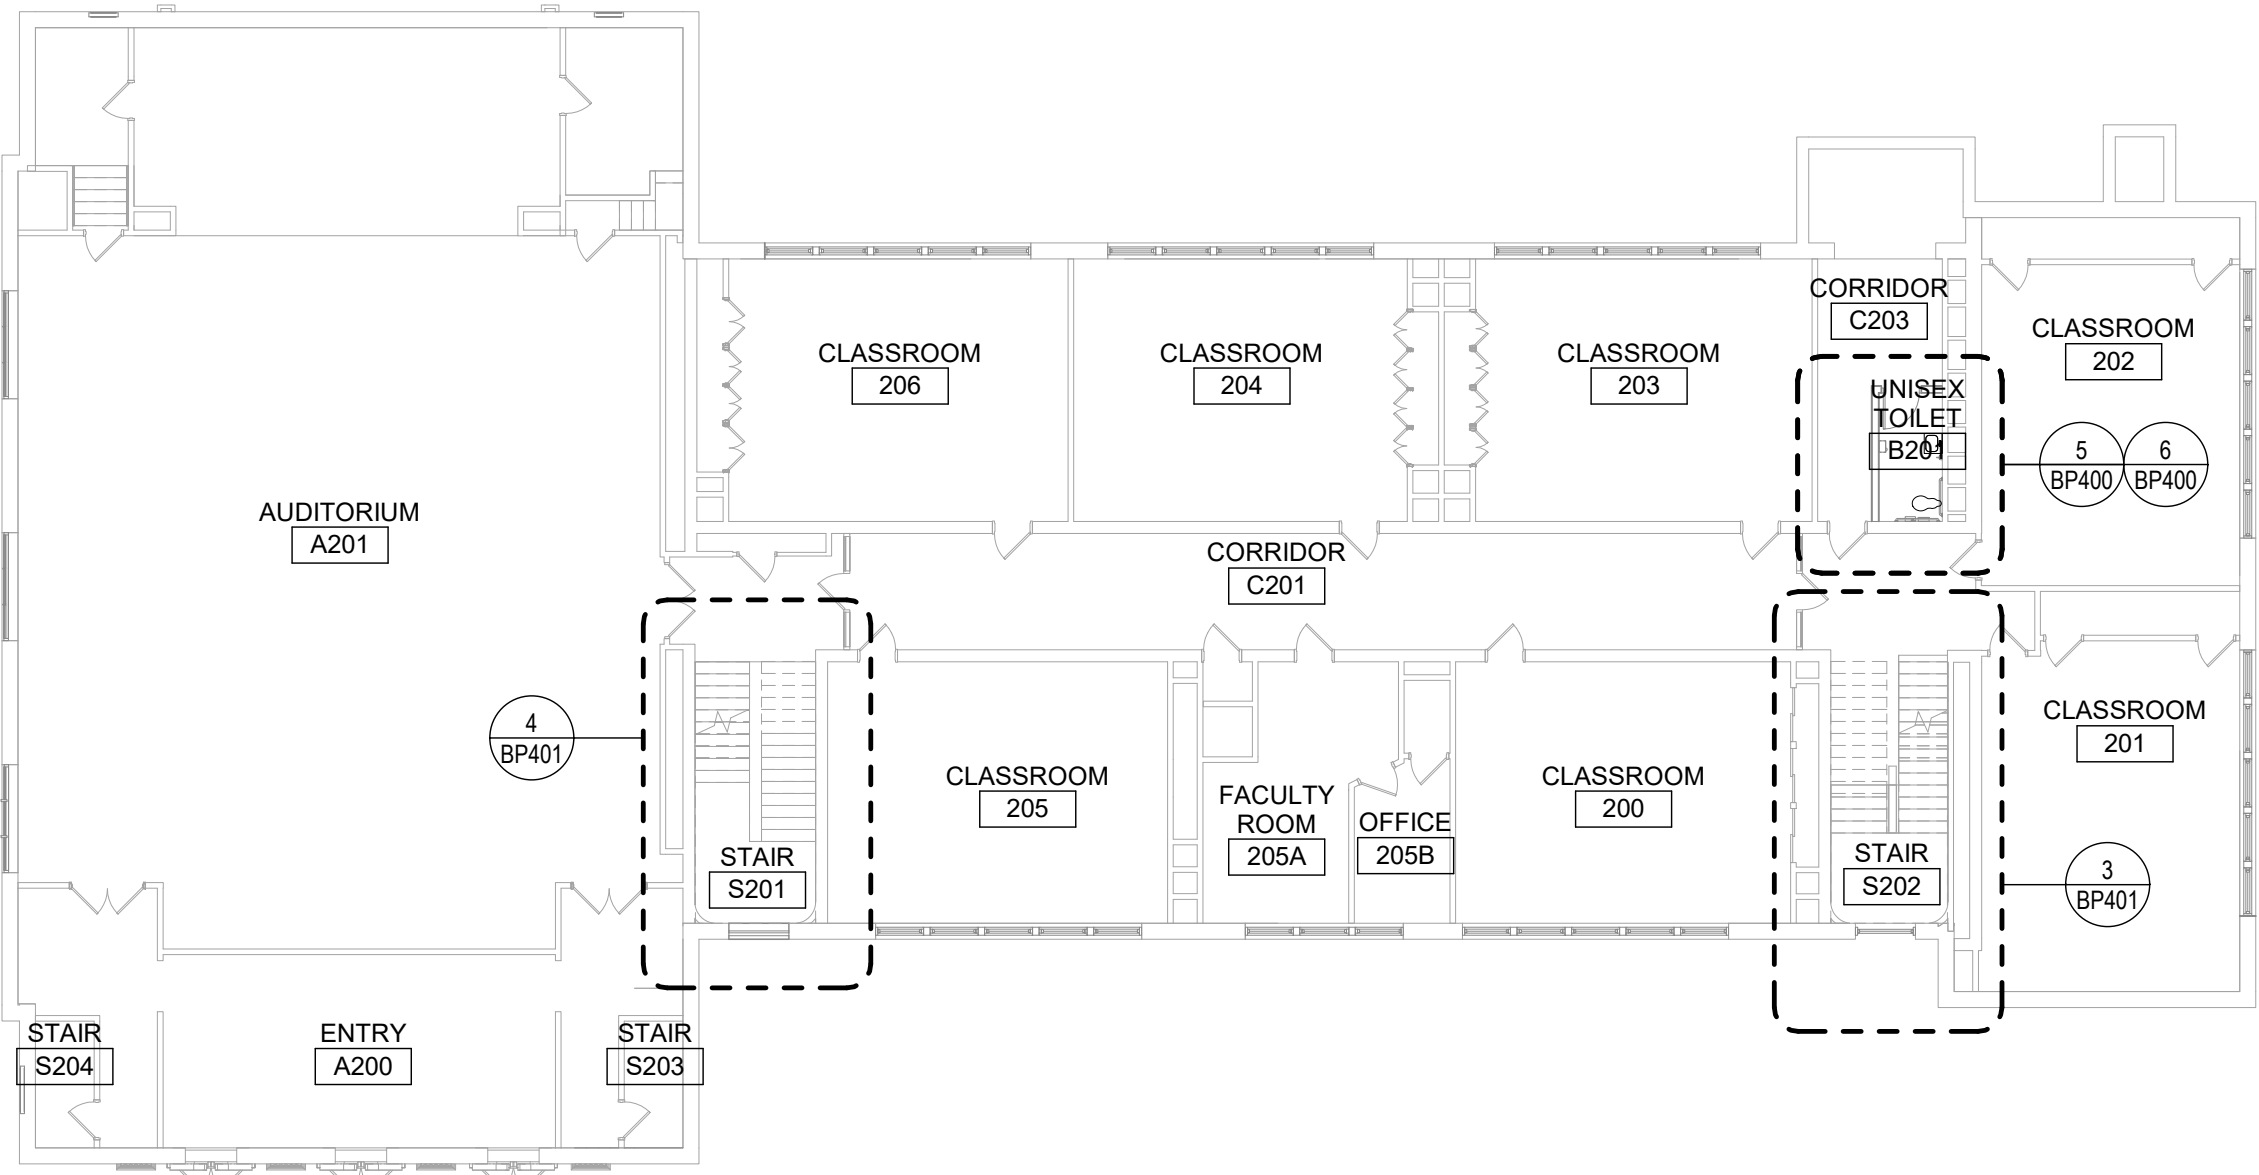 CORRIDOR
C203
CLASSROOM
202
CLASSROOM
206
CLASSROOM
204
CLASSROOM
203
UNISEX
TOILET
B201
5
BP400
6
BP400
AUDITORIUM
A201
CORRIDOR
C201
4
BP401
CLASSROOM
201
CLASSROOM
205
FACULTY
ROOM
205A
OFFICE
205B
CLASSROOM
200
STAIR
S201
STAIR
S202
3
BP401
STAIR
S204
ENTRY
A200
STAIR
S203